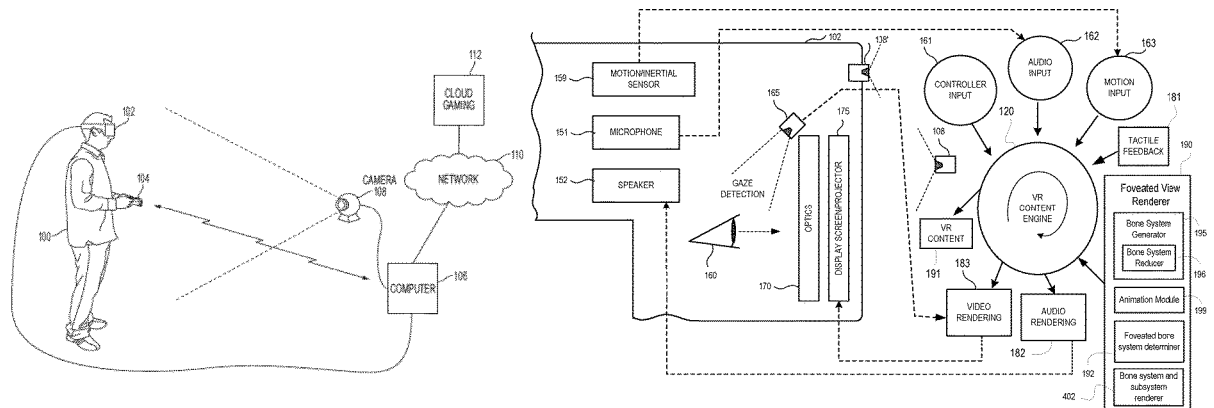 112
CLOUD
GAMING
102
104
110
NETWORK
CAMERA
108
100
106
COMPUTER
102
138'
159
MOTION/INERTIAL
SENSOR
151
MICROPHONE
152
SPEAKER
165
175
GAZE
DETECTION
160
OPTICS
DISPLAY SCREEN/PROJECTOR
170
161
CONTROLLER
INPUT
162
AUDIO
INPUT
163
MOTION
INPUT
120
181
TACTILE
FEEDBACK
108
VR
CONTENT
ENGINE
VR
CONTENT
191
183
VIDEO
RENDERING
AUDIO
RENDERING
182
190
Foveated View
Renderer
Bone System
Generator
195
Bone System
Reducer
196
Animation Module
199
Foveated bone
system determiner
192
Bone system and
subsystem
renderer
402